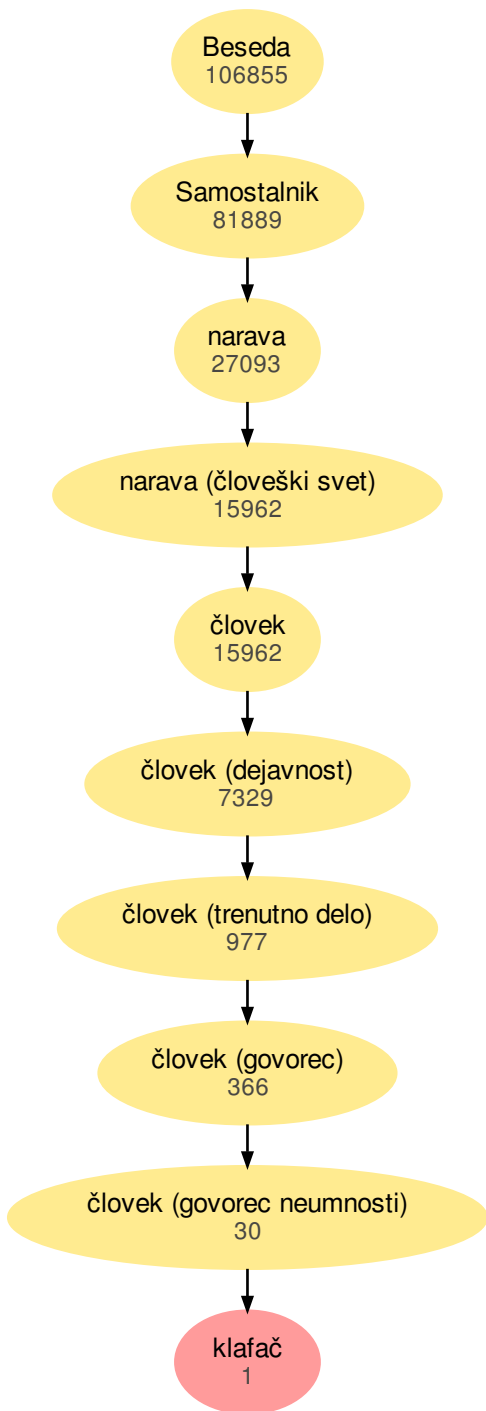 Beseda
106855
Samostalnik
81889
narava
27093
narava (človeški svet)
15962
človek
15962
človek (dejavnost)
7329
človek (trenutno delo)
977
človek (govorec)
366
človek (govorec neumnosti)
30
klafač
1